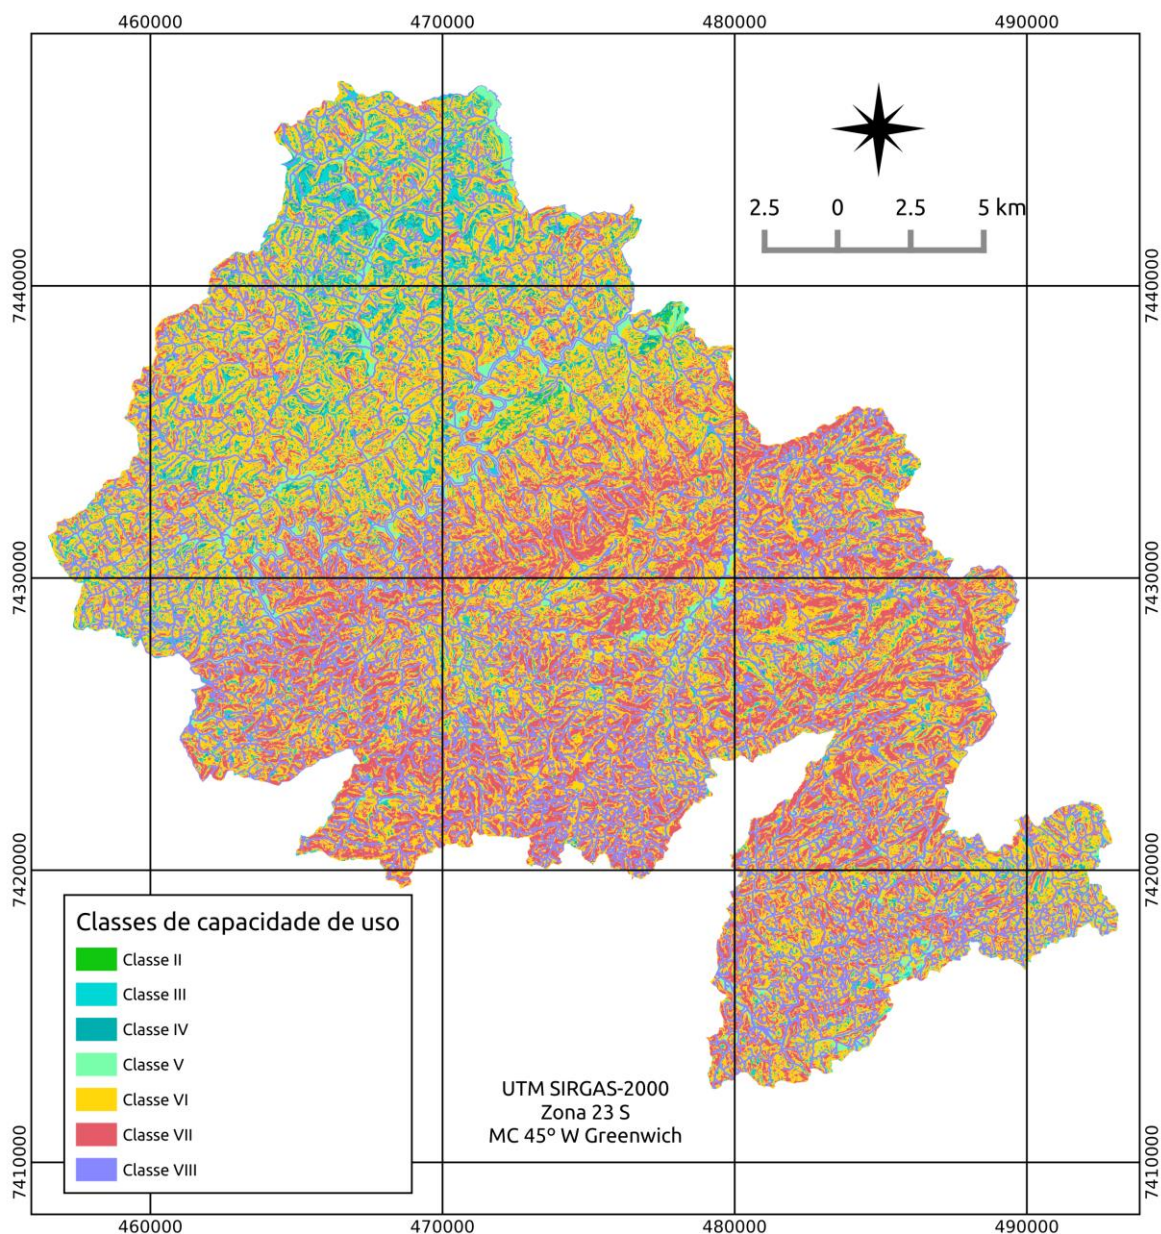 460000
470000
480000
490000
2.5
0
2.5
5 km
7440000
7440000
7430000
7430000
7420000
7420000
Classes de capacidade de uso
Classe II
Classe III
Classe IV
Classe V
Classe VI
Classe VII
Classe VIII
UTM SIRGAS-2000
Zona 23 S
MC 45º W Greenwich
7410000
7410000
460000
470000
480000
490000